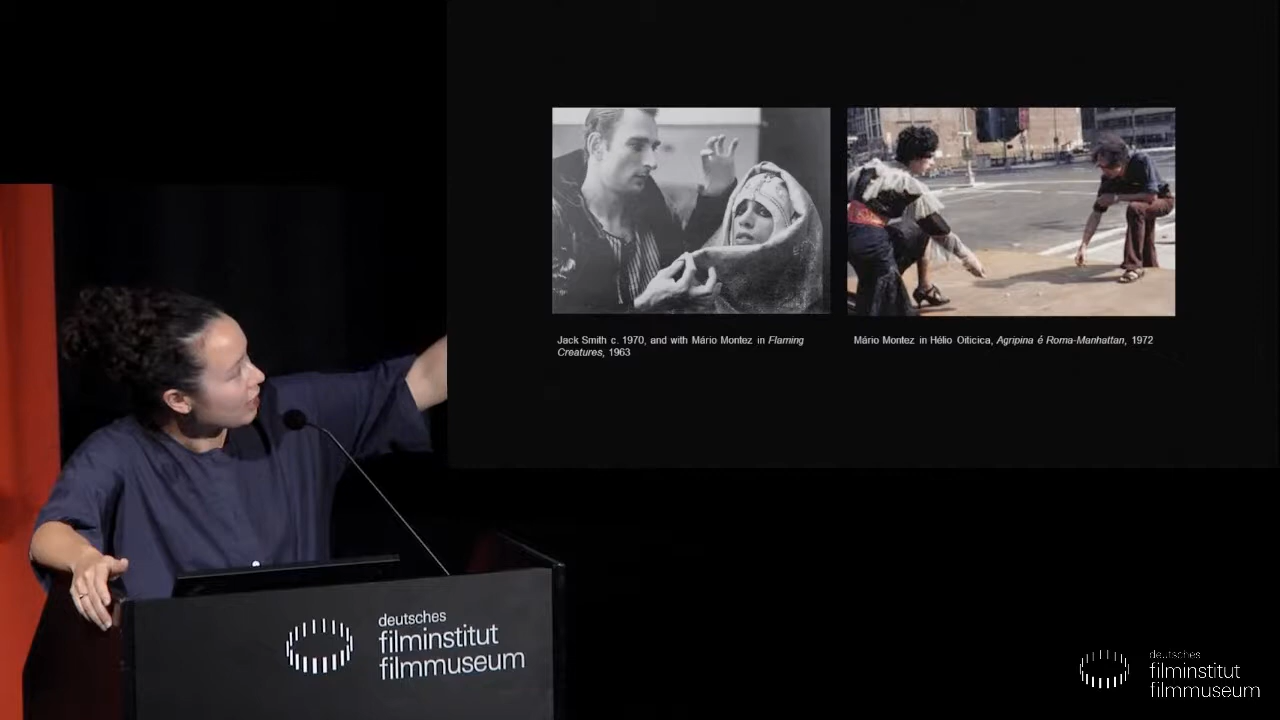 Jack Smith c. 1970, and with Mário Montez in Flaming
Creatures, 1963
Mário Montez in Hélio Oiticica, Agripina é Roma-Manhattan, 1972
deutsches
filminstitut
filmmuseum
deutsches
filminstitut
filmmuseum